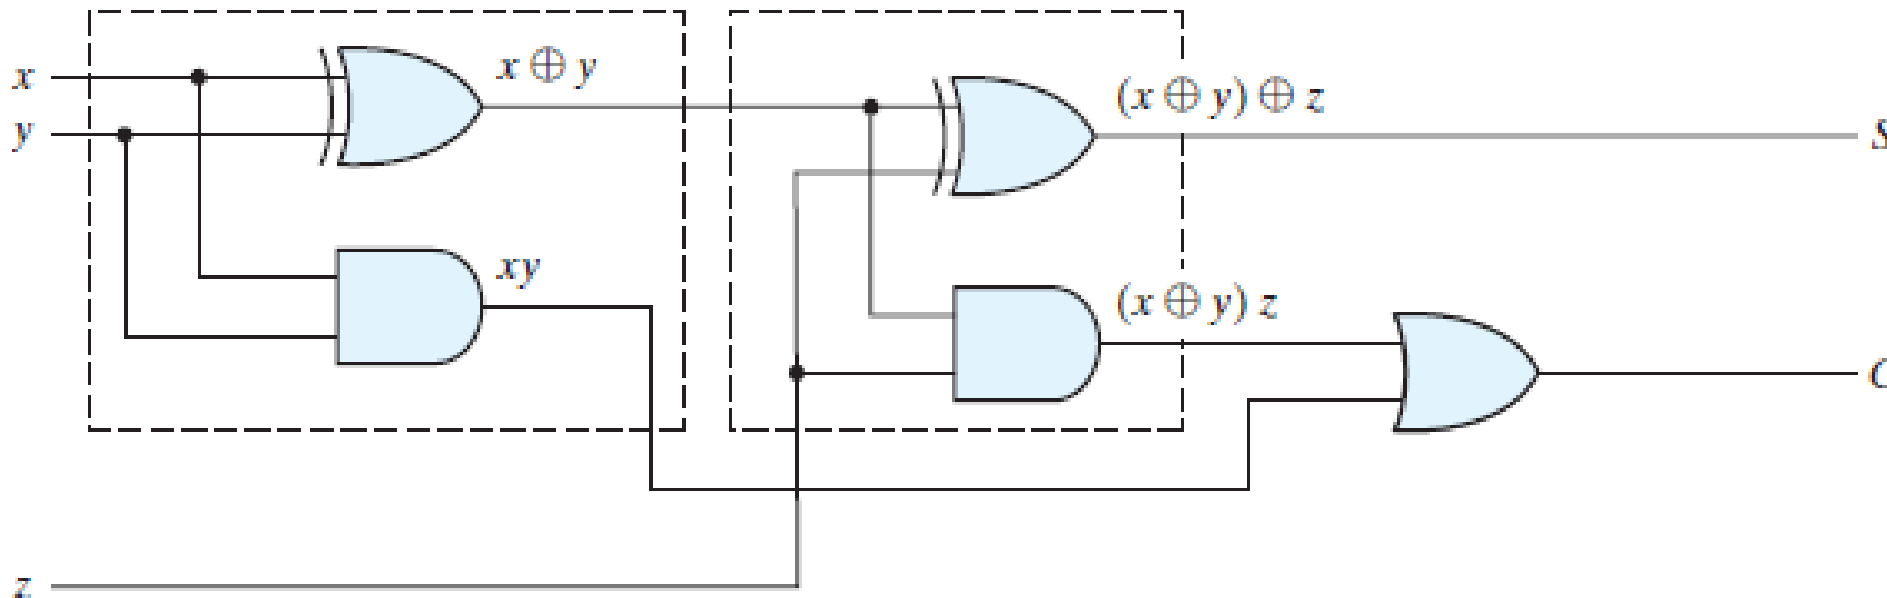 x
y
x ⊕ y
xy
(x ⊕ y) ⊕ z
(x ⊕ y) z
S
C
z